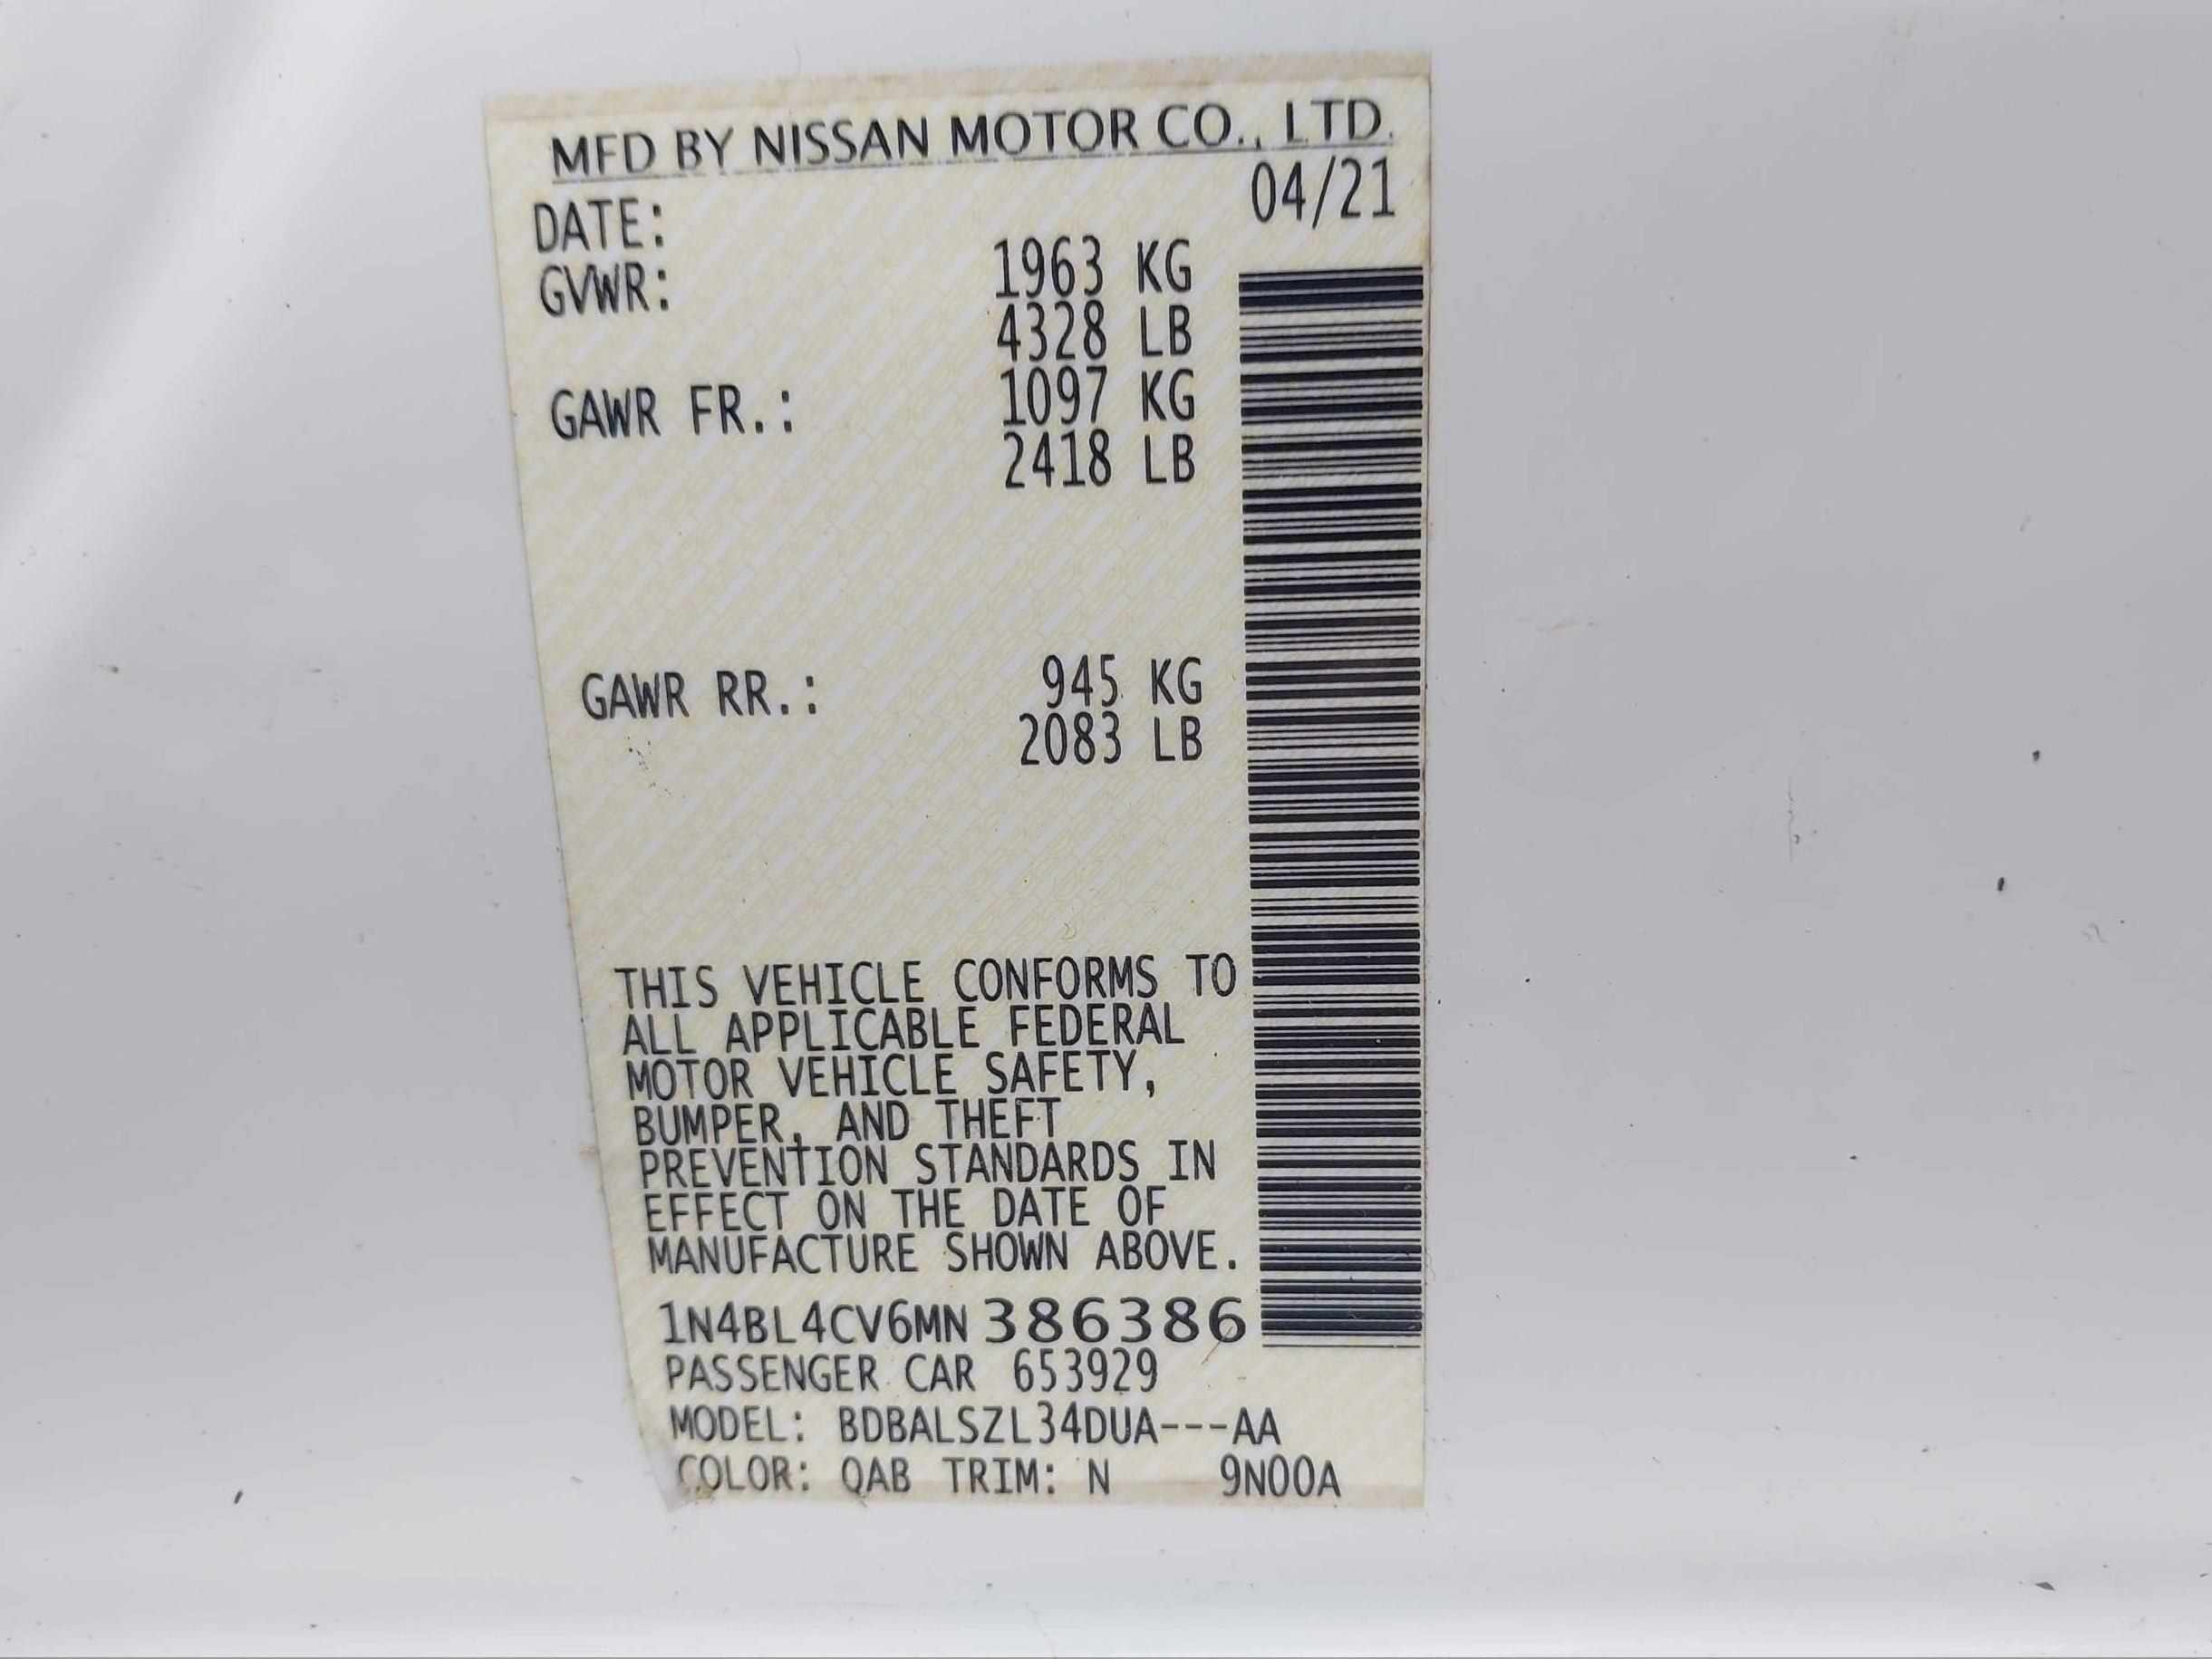 MFD BY NISSAN MOTOR CO., LTD.
DATE: 04/21
GVWR: 1963 KG
4328 LB
GAWR FR.: 1097 KG
2418 LB
GAWR RR.: 945 KG
2083 LB
THIS VEHICLE CONFORMS TO
ALL APPLICABLE FEDERAL
MOTOR VEHICLE SAFETY,
BUMPER, AND THEFT
PREVENTION STANDARDS IN
EFFECT ON THE DATE OF
MANUFACTURE SHOWN ABOVE.
1N4BL4CV6MN386386
PASSENGER CAR 653929
MODEL: BDBALSZL34DUA---AA
COLOR: QAB TRIM: N 9N00A